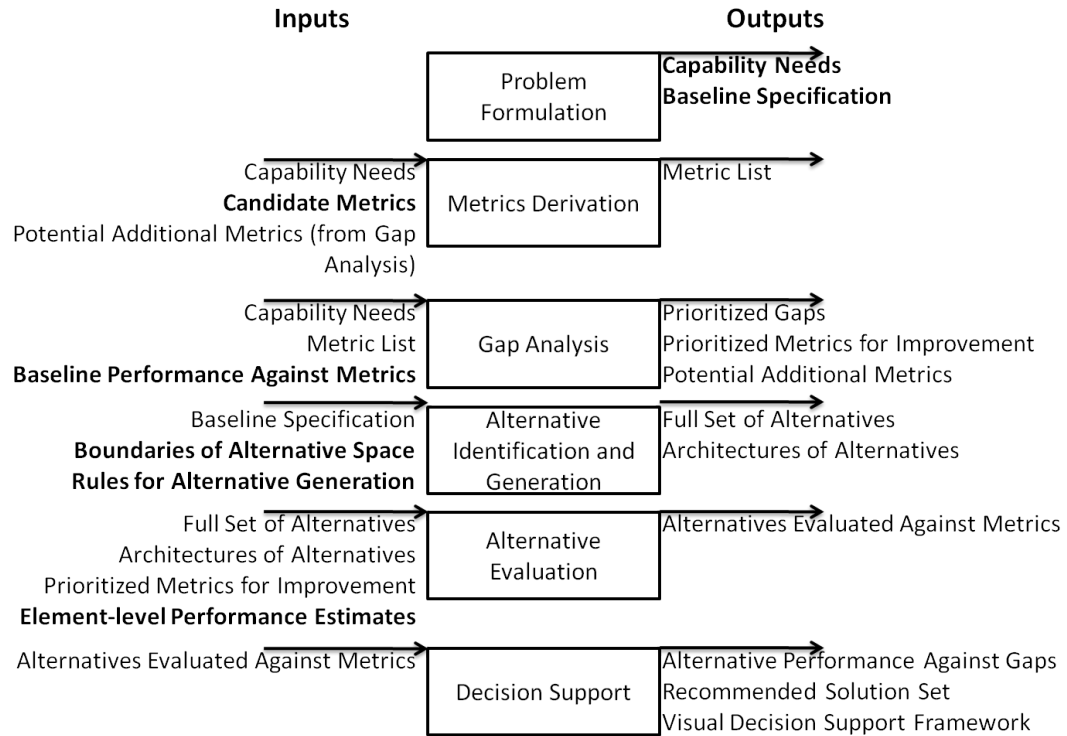 Inputs
Outputs
Problem
Formulation
Capability Needs
Baseline Specification
Capability Needs
Candidate Metrics
Potential Additional Metrics (from Gap
Analysis)
Metrics Derivation
Metric List
Capability Needs
Metric List
Baseline Performance Against Metrics
Gap Analysis
Prioritized Gaps
Prioritized Metrics for Improvement
Potential Additional Metrics
Baseline Specification
Boundaries of Alternative Space
Rules for Alternative Generation
Alternative
Identification and
Generation
Full Set of Alternatives
Architectures of Alternatives
Full Set of Alternatives
Architectures of Alternatives
Prioritized Metrics for Improvement
Element-level Performance Estimates
Alternative
Evaluation
Alternatives Evaluated Against Metrics
Alternatives Evaluated Against Metrics
Decision Support
Alternative Performance Against Gaps
Recommended Solution Set
Visual Decision Support Framework